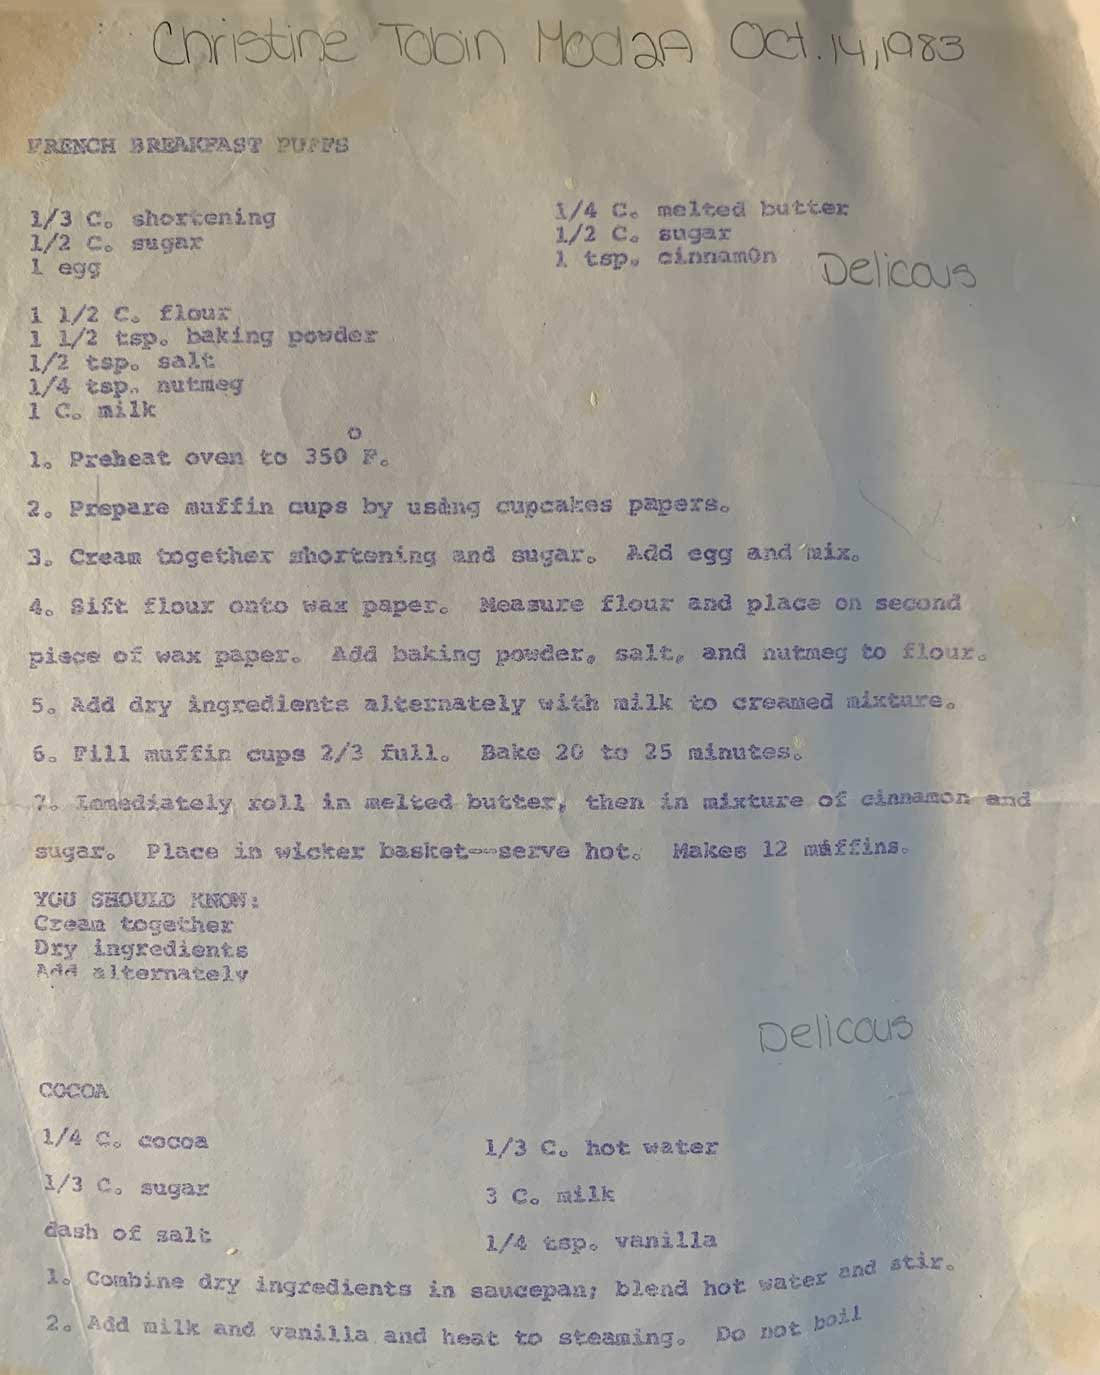 Christine Tobin Mod2A Oct. 14, 1983
FRENCH BREAKFAST PUFFS
1/3 C. shortening
1/2 C. sugar
1 egg
1/4 C. melted butter
1/2 C. sugar
1 tsp. cinnam0n
Delicous
1 1/2 C. flour
1 1/2 tsp. baking powder
1/2 tsp. salt
1/4 tsp. nutmeg
1 C. milk
1. Preheat oven to 350° F.
2. Prepare muffin cups by using cupcakes papers.
3. Cream together shortening and sugar. Add egg and mix.
4. Sift flour onto wax paper. Measure flour and place on second
piece of wax paper. Add baking powder, salt, and nutmeg to flour.
5. Add dry ingredients alternately with milk to creamed mixture.
6. Fill muffin cups 2/3 full. Bake 20 to 25 minutes.
7. Immediately roll in melted butter, then in mixture of cinnamon and
sugar. Place in wicker basket--serve hot. Makes 12 muffins.
YOU SHOULD KNOW:
Cream together
Dry ingredients
Add alternately
Delicous
COCOA
1/4 C. cocoa
1/3 C. sugar
dash of salt
1/3 C. hot water
3 C. milk
1/4 tsp. vanilla
1. Combine dry ingredients in saucepan; blend hot water and stir.
2. Add milk and vanilla and heat to steaming. Do not boil